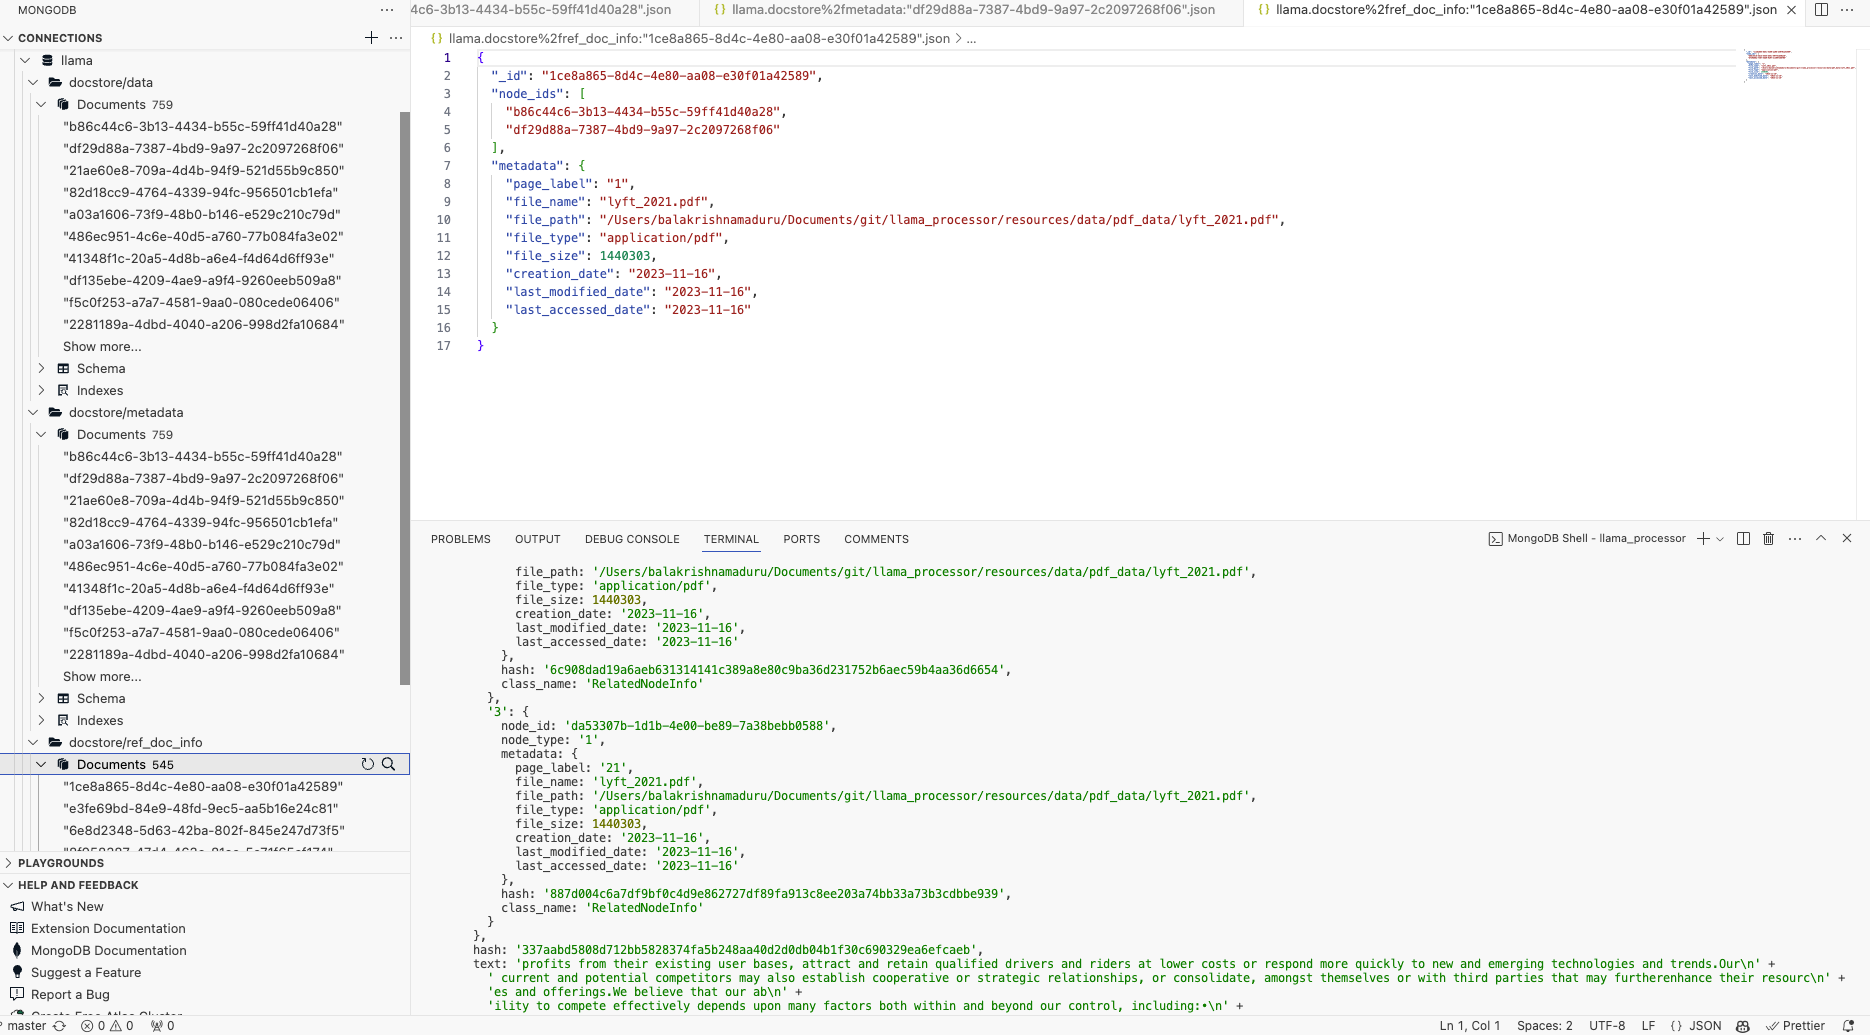 MONGODB
CONNECTIONS
llama
docstore/data
Documents 759
"b86c44c6-3b13-4434-b55c-59ff41d40a28"
"df29d88a-7387-4bd9-9a97-2c2097268f06"
"21ae60e8-709a-4d4b-94f9-521d55b9c850"
"82d18cc9-4764-4339-94fc-956501cb1efa"
"a03a1606-73f9-48b0-b146-e529c210c79d"
"486ec951-4c6e-40d5-a760-77b084fa3e02"
"41348f1c-20a5-4d8b-a6e4-f4d64d6ff93e"
"df135ebe-4209-4ae9-a9f4-9260eeb509a8"
"f5c0f253-a7a7-4581-9aa0-080cede06406"
"2281189a-4dbd-4040-a206-998d2fa10684"
Show more...
Schema
Indexes
docstore/metadata
Documents 759
"b86c44c6-3b13-4434-b55c-59ff41d40a28"
"df29d88a-7387-4bd9-9a97-2c2097268f06"
"21ae60e8-709a-4d4b-94f9-521d55b9c850"
"82d18cc9-4764-4339-94fc-956501cb1efa"
"a03a1606-73f9-48b0-b146-e529c210c79d"
"486ec951-4c6e-40d5-a760-77b084fa3e02"
"41348f1c-20a5-4d8b-a6e4-f4d64d6ff93e"
"df135ebe-4209-4ae9-a9f4-9260eeb509a8"
"f5c0f253-a7a7-4581-9aa0-080cede06406"
"2281189a-4dbd-4040-a206-998d2fa10684"
Show more...
Schema
Indexes
docstore/ref_doc_info
Documents 545
"1ce8a865-8d4c-4e80-aa08-e30f01a42589"
"e3fe69bd-84e9-48fd-9ec5-aa5b16e24c81"
"6e8d2348-5d63-42ba-802f-845e247d73f5"
PLAYGROUNDS
HELP AND FEEDBACK
What's New
Extension Documentation
MongoDB Documentation
Suggest a Feature
Report a Bug
4c6-3b13-4434-b55c-59ff41d40a28".json {} llama.docstore%2fmetadata:"df29d88a-7387-4bd9-9a97-2c2097268f06".json {} llama.docstore%2fref_doc_info:"1ce8a865-8d4c-4e80-aa08-e30f01a42589".json
{} llama.docstore%2fref_doc_info:"1ce8a865-8d4c-4e80-aa08-e30f01a42589".json > ...
1 {
2 "_id": "1ce8a865-8d4c-4e80-aa08-e30f01a42589",
3 "node_ids": [
4 "b86c44c6-3b13-4434-b55c-59ff41d40a28",
5 "df29d88a-7387-4bd9-9a97-2c2097268f06"
6 ],
7 "metadata": {
8 "page_label": "1",
9 "file_name": "lyft_2021.pdf",
10 "file_path": "/Users/balakrishnamaduru/Documents/git/llama_processor/resources/data/pdf_data/lyft_2021.pdf",
11 "file_type": "application/pdf",
12 "file_size": 1440303,
13 "creation_date": "2023-11-16",
14 "last_modified_date": "2023-11-16",
15 "last_accessed_date": "2023-11-16"
16 }
17 }
PROBLEMS OUTPUT DEBUG CONSOLE TERMINAL PORTS COMMENTS MongoDB Shell - llama_processor
file_path: '/Users/balakrishnamaduru/Documents/git/llama_processor/resources/data/pdf_data/lyft_2021.pdf',
file_type: 'application/pdf',
file_size: 1440303,
creation_date: '2023-11-16',
last_modified_date: '2023-11-16',
last_accessed_date: '2023-11-16'
},
hash: '6c908dad19a6aeb631314141c389a8e80c9ba36d231752b6aec59b4aa36d6654',
class_name: 'RelatedNodeInfo'
},
'3': {
node_id: 'da53307b-1d1b-4e00-be89-7a38bebb0588',
node_type: '1',
metadata: {
page_label: '21',
file_name: 'lyft_2021.pdf',
file_path: '/Users/balakrishnamaduru/Documents/git/llama_processor/resources/data/pdf_data/lyft_2021.pdf',
file_type: 'application/pdf',
file_size: 1440303,
creation_date: '2023-11-16',
last_modified_date: '2023-11-16',
last_accessed_date: '2023-11-16'
},
hash: '887d004c6a7df9bf0c4d9e862727df89fa913c8ee203a74bb33a73b3cdbbe939',
class_name: 'RelatedNodeInfo'
}
},
hash: '337aabd5808d712bb5828374fa5b248aa40d2d0db04b1f30c690329ea6efcaeb',
text: 'profits from their existing user bases, attract and retain qualified drivers and riders at lower costs or respond more quickly to new and emerging technologies and trends.Our\n' +
' current and potential competitors may also establish cooperative or strategic relationships, or consolidate, amongst themselves or with third parties that may furtherenhance their resourc\n' +
'es and offerings.We believe that our ab\n' +
'ility to compete effectively depends upon many factors both within and beyond our control, including:•\n' +
master 0 0 0 Ln 1, Col 1 Spaces: 2 UTF-8 LF {} JSON Prettier